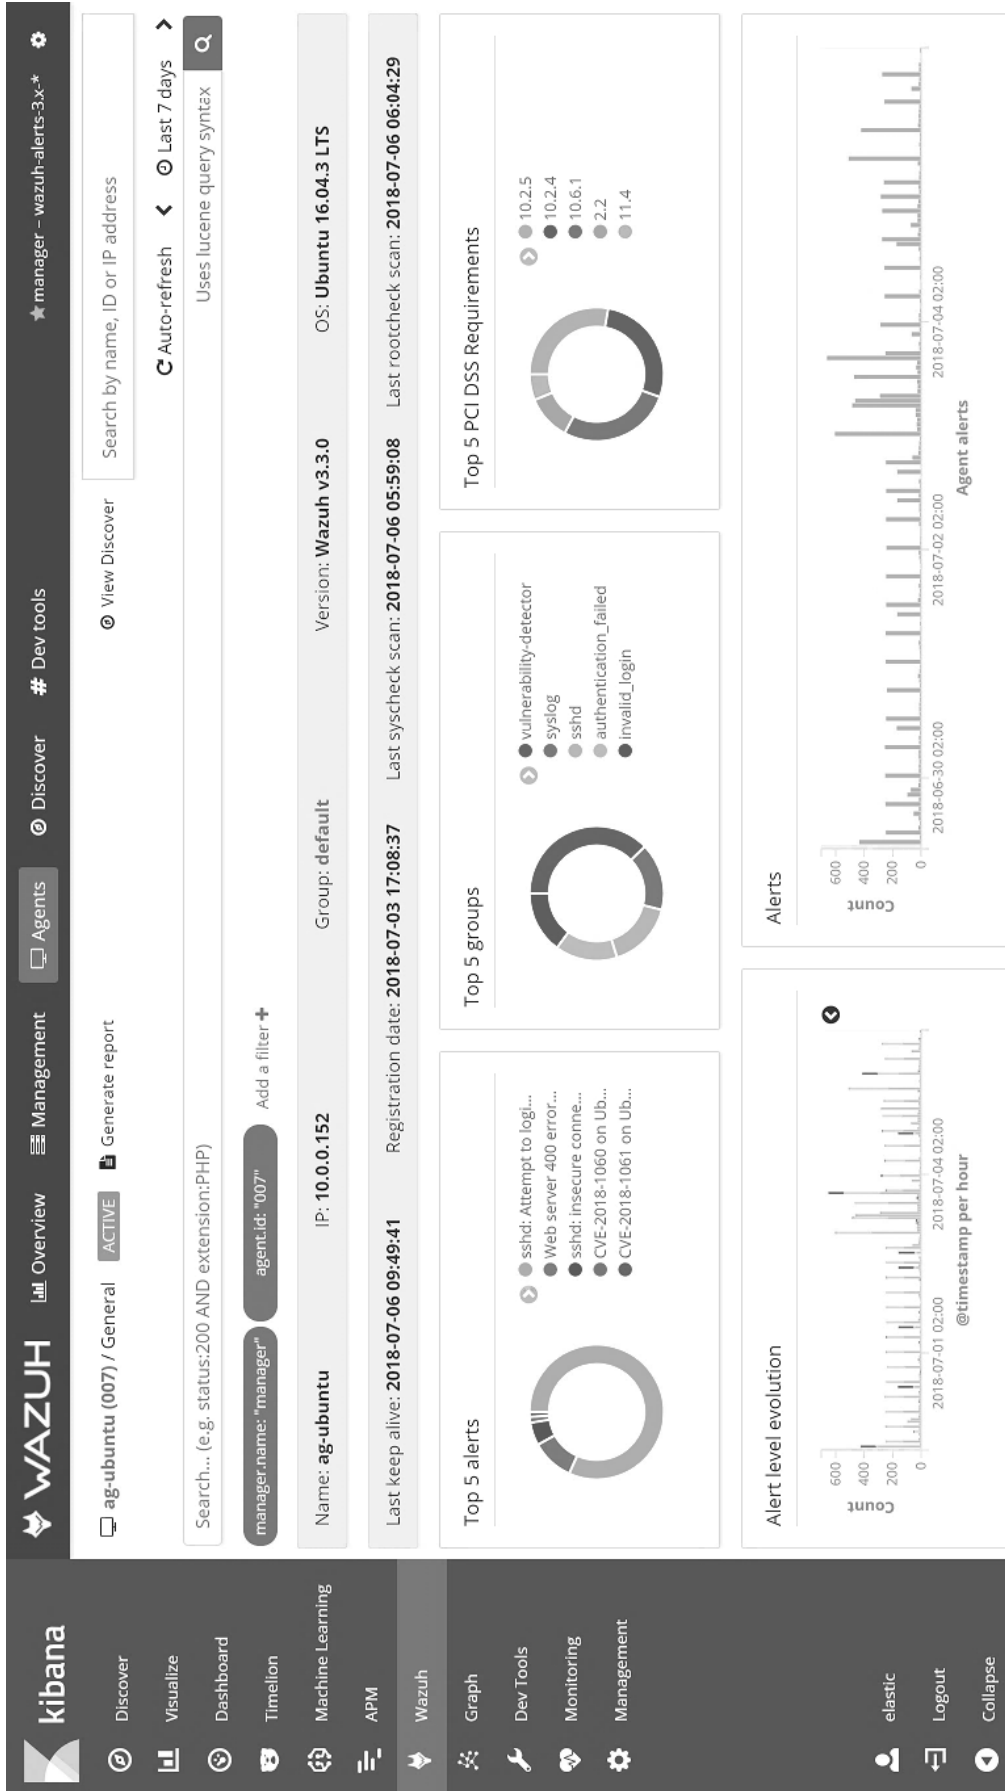 kibana
Discover
Visualize
Dashboard
Timelion
Machine Learning
APM
Wazuh
Graph
Dev Tools
Monitoring
Management
elastic
Logout
Collapse
WAZUH Overview Management Agents Discover # Dev tools manager – wazuh-alerts-3.x-*
ag-ubuntu (007) / General ACTIVE Generate report View Discover Search by name, ID or IP address
Auto-refresh < Last 7 days >
Search... (e.g. status:200 AND extension:PHP) Uses lucene query syntax
manager.name: "manager" agent.id: "007" Add a filter +
Name: ag-ubuntu IP: 10.0.0.152 Group: default Version: Wazuh v3.3.0 OS: Ubuntu 16.04.3 LTS
Last keep alive: 2018-07-06 09:49:41 Registration date: 2018-07-03 17:08:37 Last syscheck scan: 2018-07-06 05:59:08 Last rootcheck scan: 2018-07-06 06:04:29
Top 5 alerts
sshd: Attempt to logi...
Web server 400 error...
sshd: insecure conne...
CVE-2018-1060 on Ub...
CVE-2018-1061 on Ub...
Top 5 groups
vulnerability-detector
syslog
sshd
authentication_failed
invalid_login
Top 5 PCI DSS Requirements
10.2.5
10.2.4
10.6.1
2.2
11.4
Alert level evolution
Count
600
400
200
0
2018-07-01 02:00 2018-07-04 02:00
@timestamp per hour
Alerts
Count
600
400
200
0
2018-06-30 02:00 2018-07-02 02:00 2018-07-04 02:00
Agent alerts